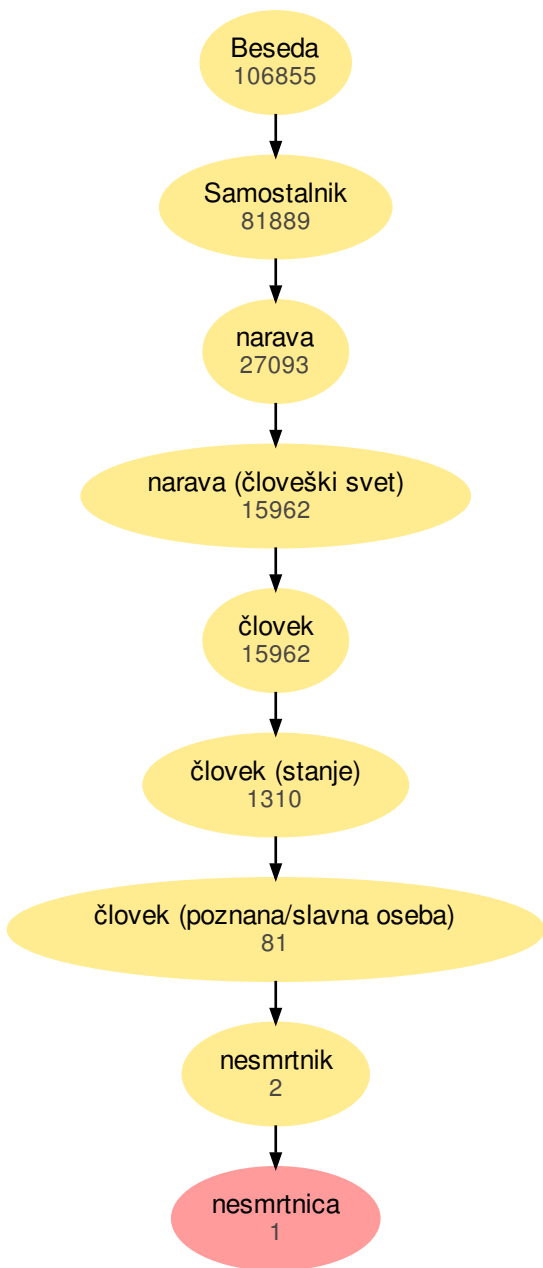 Beseda
106855
Samostalnik
81889
narava
27093
narava (človeški svet)
15962
človek
15962
človek (stanje)
1310
človek (poznana/slavna oseba)
81
nesmrtnik
2
nesmrtnica
1